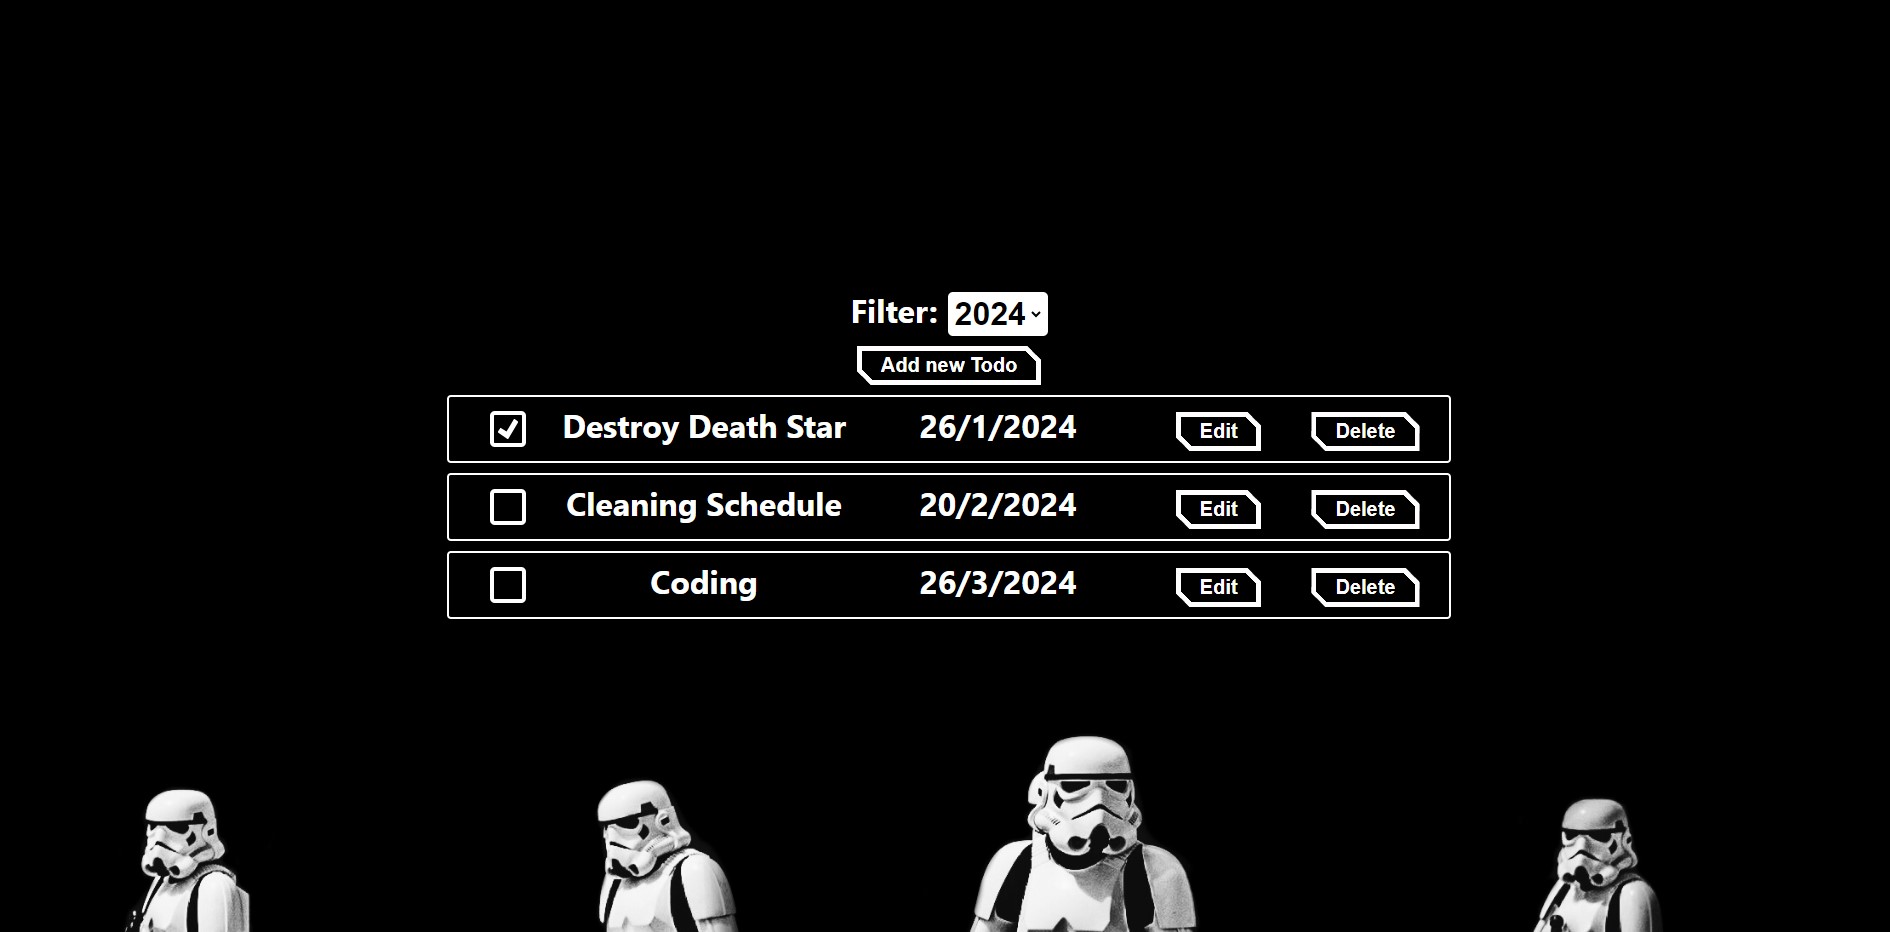 Filter: 2024
Add new Todo
Destroy Death Star 26/1/2024 Edit Delete
Cleaning Schedule 20/2/2024 Edit Delete
Coding 26/3/2024 Edit Delete